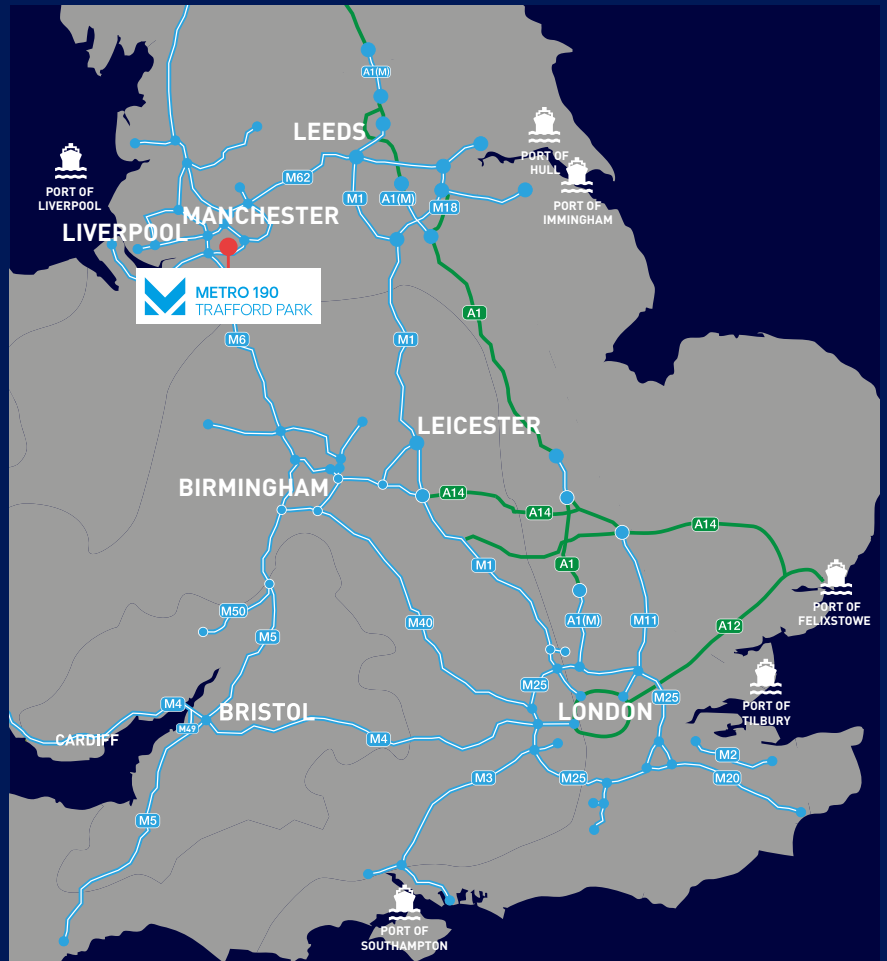 A1(M)
LEEDS
PORT OF
HULL
PORT OF
LIVERPOOL
M62
PORT OF
IMMINGHAM
M1
A1(M)
M18
MANCHESTER
LIVERPOOL
METRO 190
TRAFFORD PARK
A1
M6
M1
LEICESTER
BIRMINGHAM
A14
A14
A14
M1
A1
PORT OF
FELIXSTOWE
M50
M5
M40
A1(M)
M11
A12
M25
M25
PORT OF
TILBURY
M4
M49
BRISTOL
LONDON
CARDIFF
M4
M2
M3
M25
M20
M5
PORT OF
SOUTHAMPTON